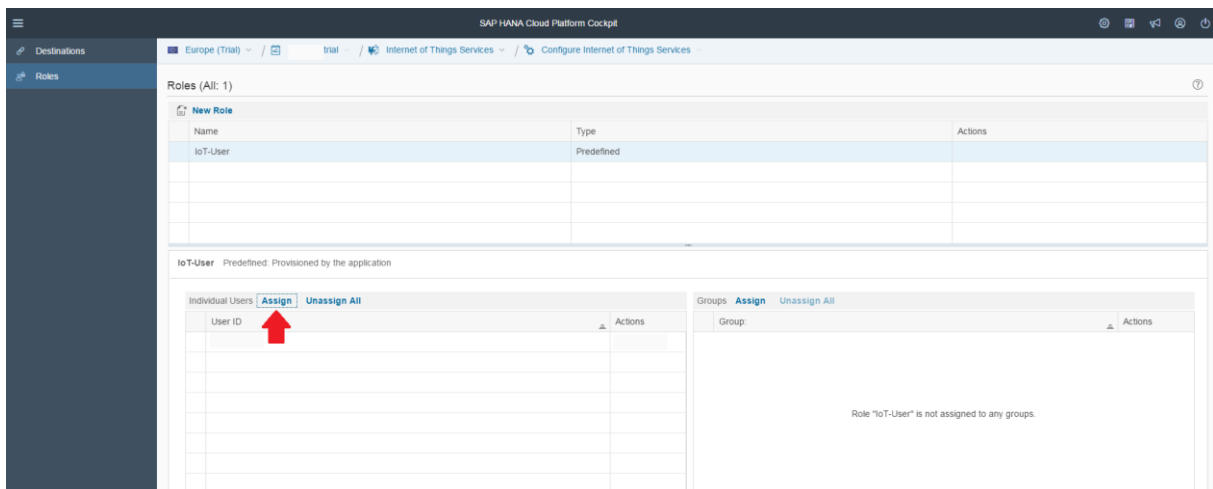 SAP HANA Cloud Platform Cockpit
Destinations
Roles
Europe (Trial) / trial / Internet of Things Services / Configure Internet of Things Services
Roles (All: 1)
New Role
Name Type Actions
IoT-User Predefined
IoT-User Predefined: Provisioned by the application
Individual Users Assign Unassign All
User ID Actions
Groups Assign Unassign All
Group: Actions
Role "IoT-User" is not assigned to any groups.